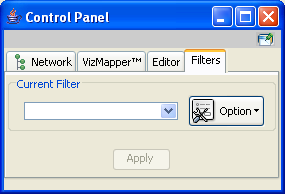 Control Panel
Network VizMapper™ Editor Filters
Current Filter
Option
Apply